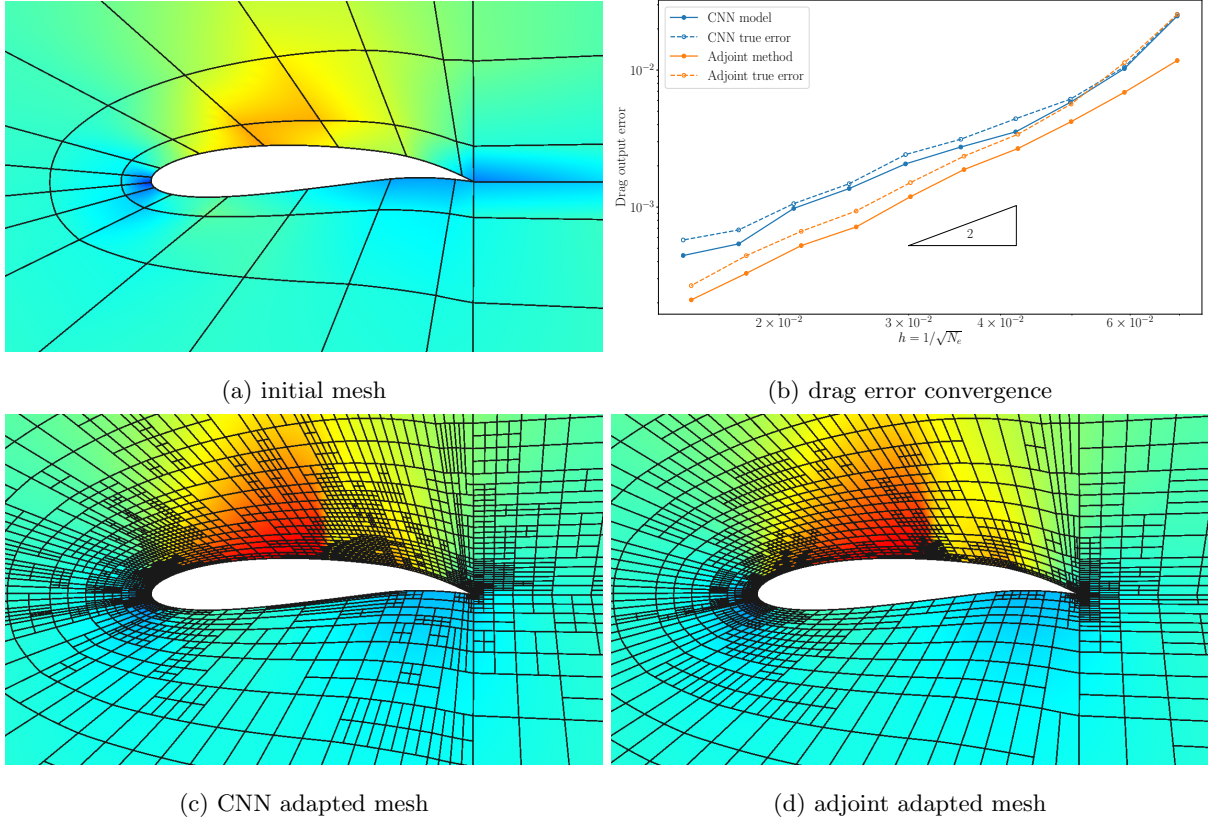 CNN model
CNN true error
Adjoint method
Adjoint true error
Drag output error
10⁻²
10⁻³
2
2 × 10⁻²
3 × 10⁻²
4 × 10⁻²
6 × 10⁻²
h = 1/√Nₑ
(a) initial mesh
(b) drag error convergence
(c) CNN adapted mesh
(d) adjoint adapted mesh